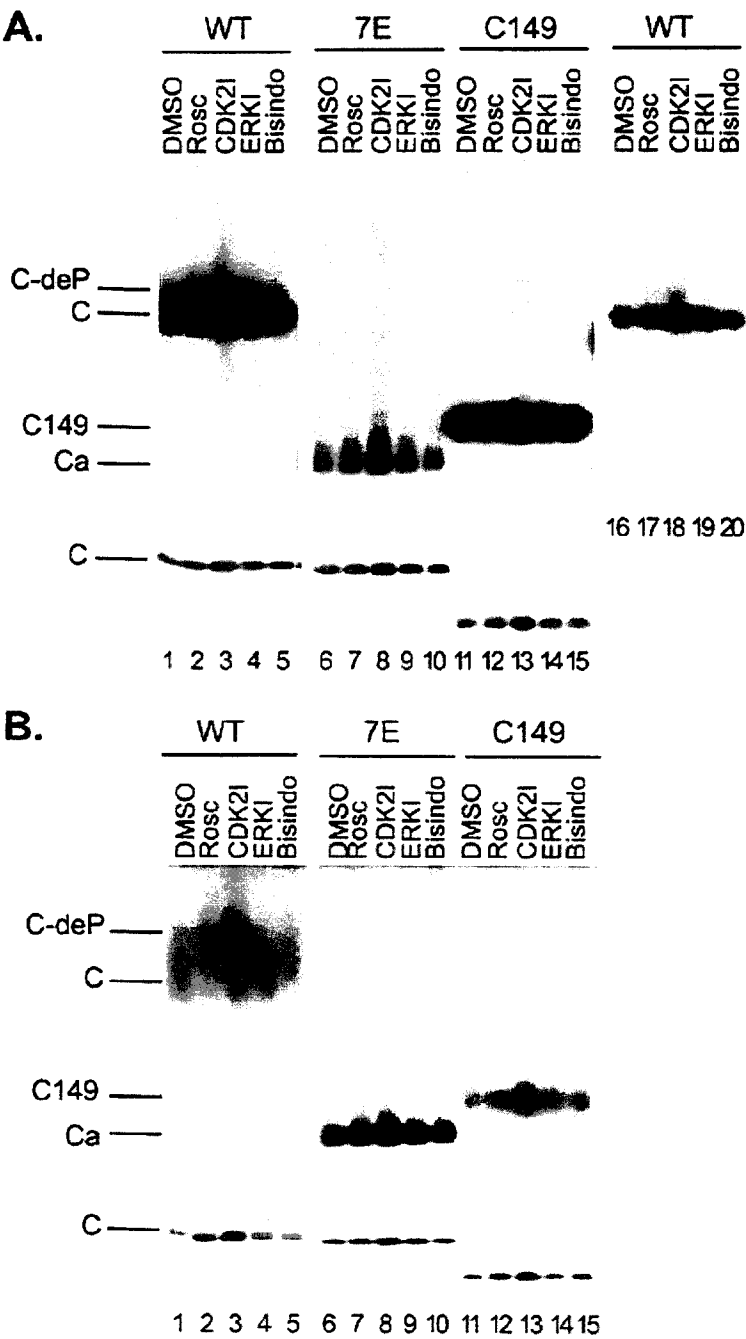 A.
WT 7E C149 WT
DMSO Rosc CDK2I ERKI Bisindo DMSO Rosc CDK2I ERKI Bisindo DMSO Rosc CDK2I ERKI Bisindo DMSO Rosc CDK2I ERKI Bisindo
C-deP
C
C149
Ca
16 17 18 19 20
C
1 2 3 4 5 6 7 8 9 10 11 12 13 14 15
B.
WT 7E C149
DMSO Rosc CDK2I ERKI Bisindo DMSO Rosc CDK2I ERKI Bisindo DMSO Rosc CDK2I ERKI Bisindo
C-deP
C
C149
Ca
C
1 2 3 4 5 6 7 8 9 10 11 12 13 14 15